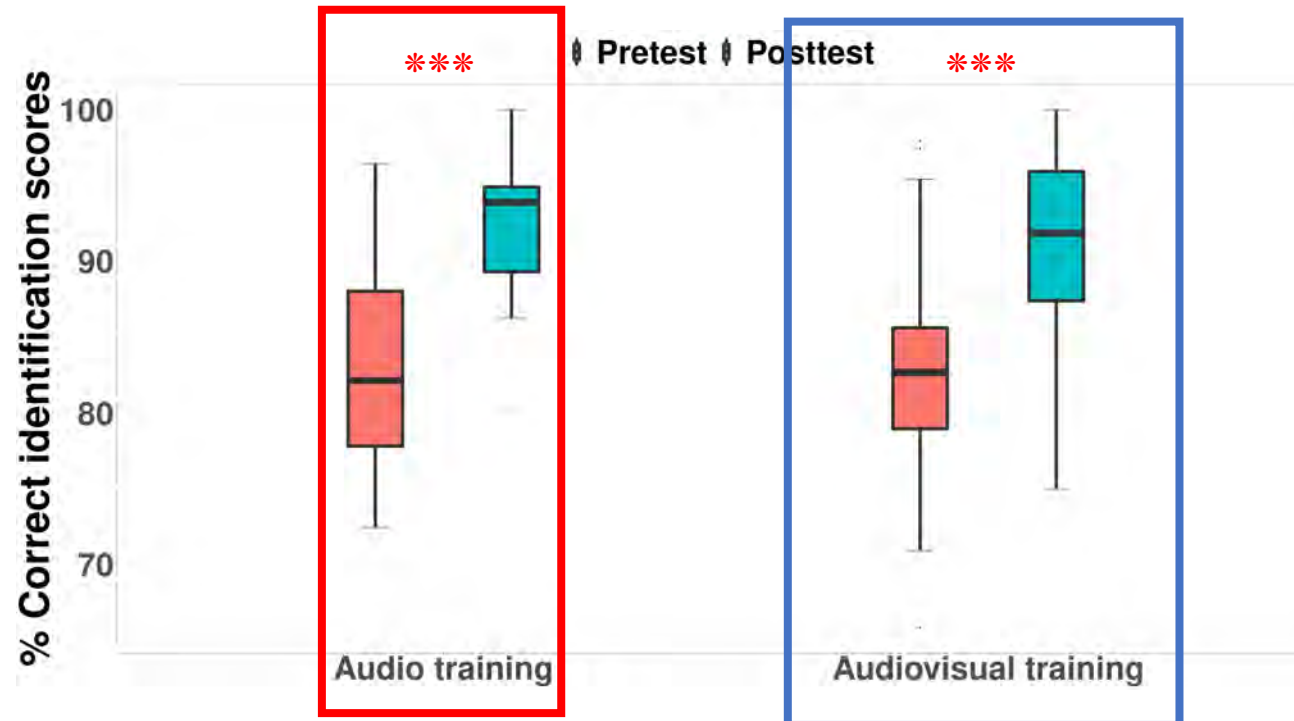 *** Pretest Posttest ***
% Correct identification scores
100
90
80
70
Audio training Audiovisual training